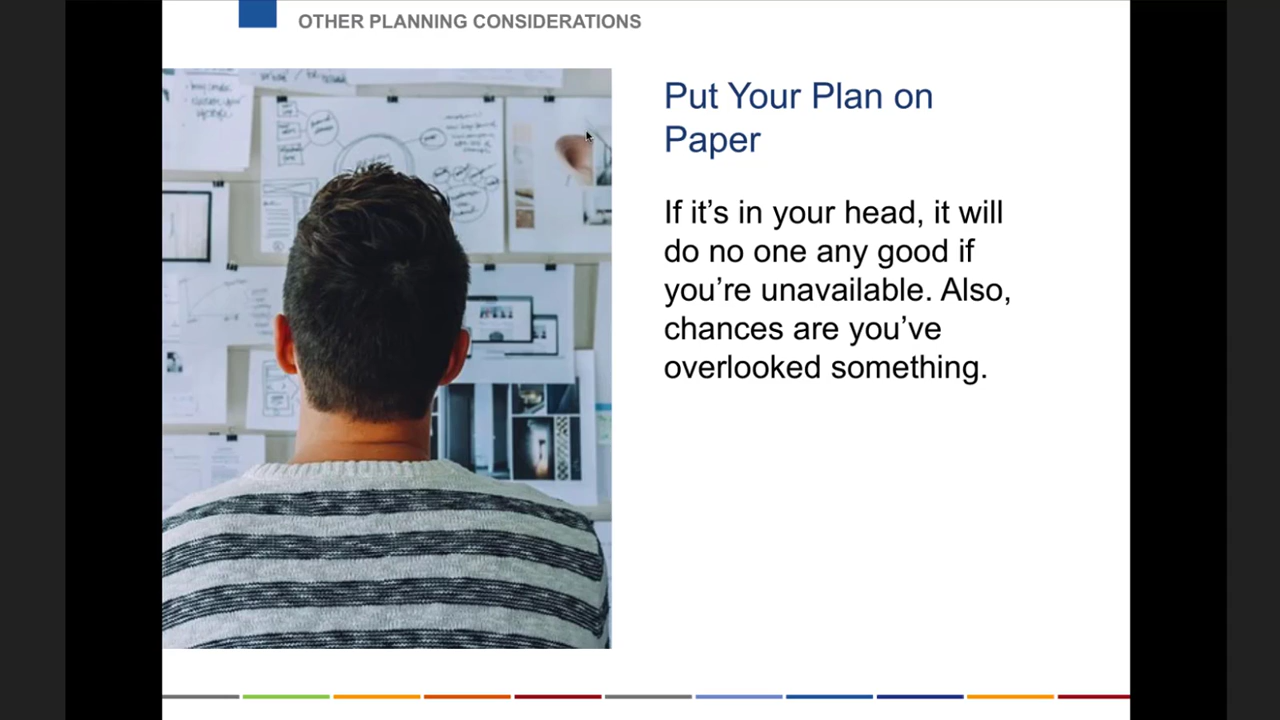 OTHER PLANNING CONSIDERATIONS
Put Your Plan on
Paper
If it’s in your head, it will
do no one any good if
you’re unavailable. Also,
chances are you’ve
overlooked something.